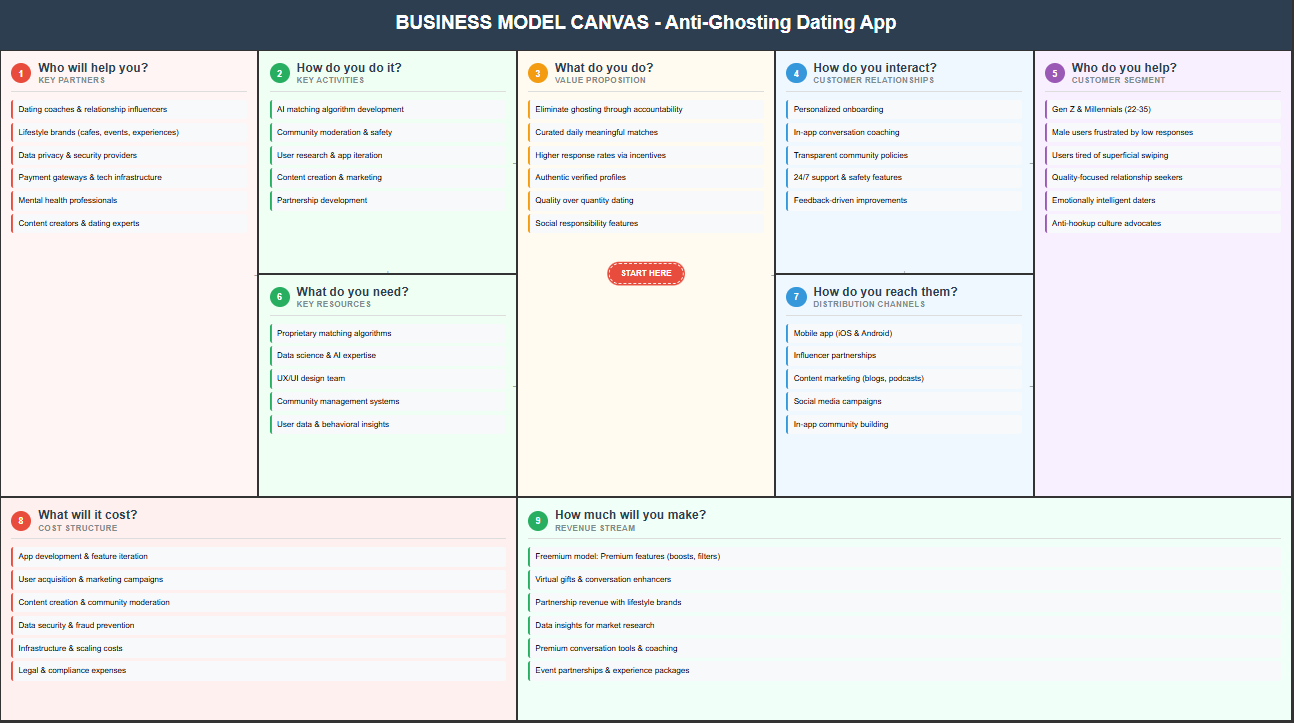 BUSINESS MODEL CANVAS - Anti-Ghosting Dating App
1
Who will help you?
KEY PARTNERS
Dating coaches & relationship influencers
Lifestyle brands (cafes, events, experiences)
Data privacy & security providers
Payment gateways & tech infrastructure
Mental health professionals
Content creators & dating experts
2
How do you do it?
KEY ACTIVITIES
AI matching algorithm development
Community moderation & safety
User research & app iteration
Content creation & marketing
Partnership development
6
What do you need?
KEY RESOURCES
Proprietary matching algorithms
Data science & AI expertise
UX/UI design team
Community management systems
User data & behavioral insights
3
What do you do?
VALUE PROPOSITION
Eliminate ghosting through accountability
Curated daily meaningful matches
Higher response rates via incentives
Authentic verified profiles
Quality over quantity dating
Social responsibility features
START HERE
4
How do you interact?
CUSTOMER RELATIONSHIPS
Personalized onboarding
In-app conversation coaching
Transparent community policies
24/7 support & safety features
Feedback-driven improvements
7
How do you reach them?
DISTRIBUTION CHANNELS
Mobile app (iOS & Android)
Influencer partnerships
Content marketing (blogs, podcasts)
Social media campaigns
In-app community building
5
Who do you help?
CUSTOMER SEGMENT
Gen Z & Millennials (22-35)
Male users frustrated by low responses
Users tired of superficial swiping
Quality-focused relationship seekers
Emotionally intelligent daters
Anti-hookup culture advocates
8
What will it cost?
COST STRUCTURE
App development & feature iteration
User acquisition & marketing campaigns
Content creation & community moderation
Data security & fraud prevention
Infrastructure & scaling costs
Legal & compliance expenses
9
How much will you make?
REVENUE STREAM
Freemium model: Premium features (boosts, filters)
Virtual gifts & conversation enhancers
Partnership revenue with lifestyle brands
Data insights for market research
Premium conversation tools & coaching
Event partnerships & experience packages